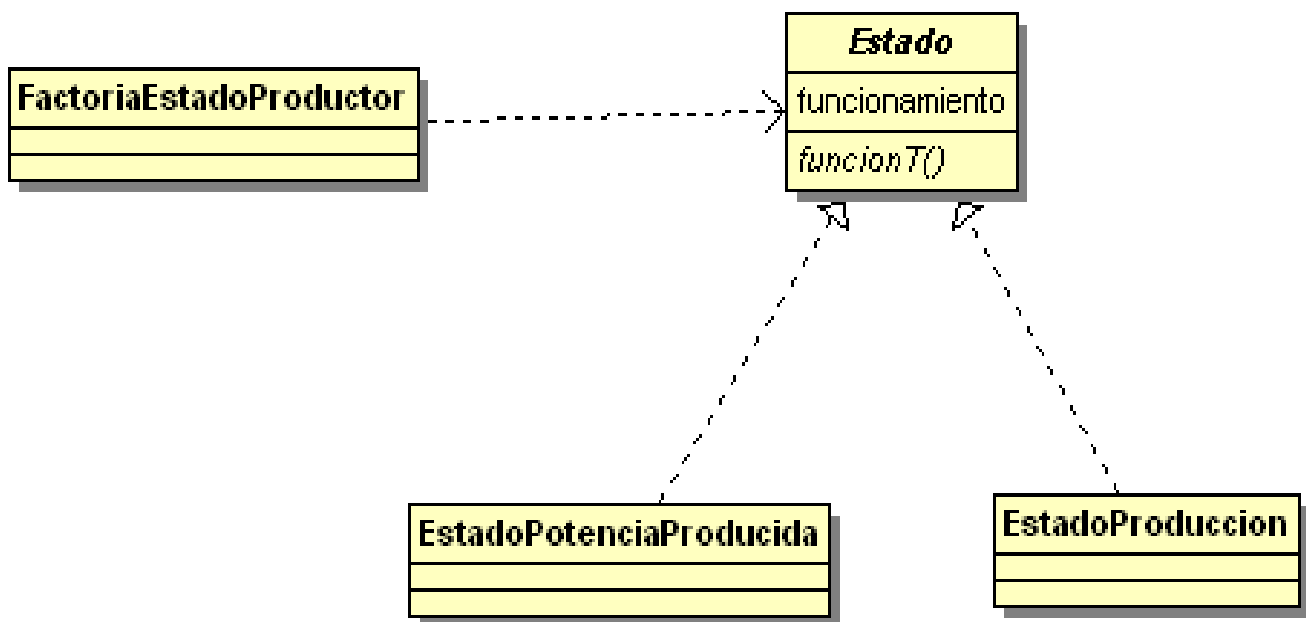 Estado
funcionamiento
funcionT()
FactoriaEstadoProductor
EstadoPotenciaProducida
EstadoProduccion